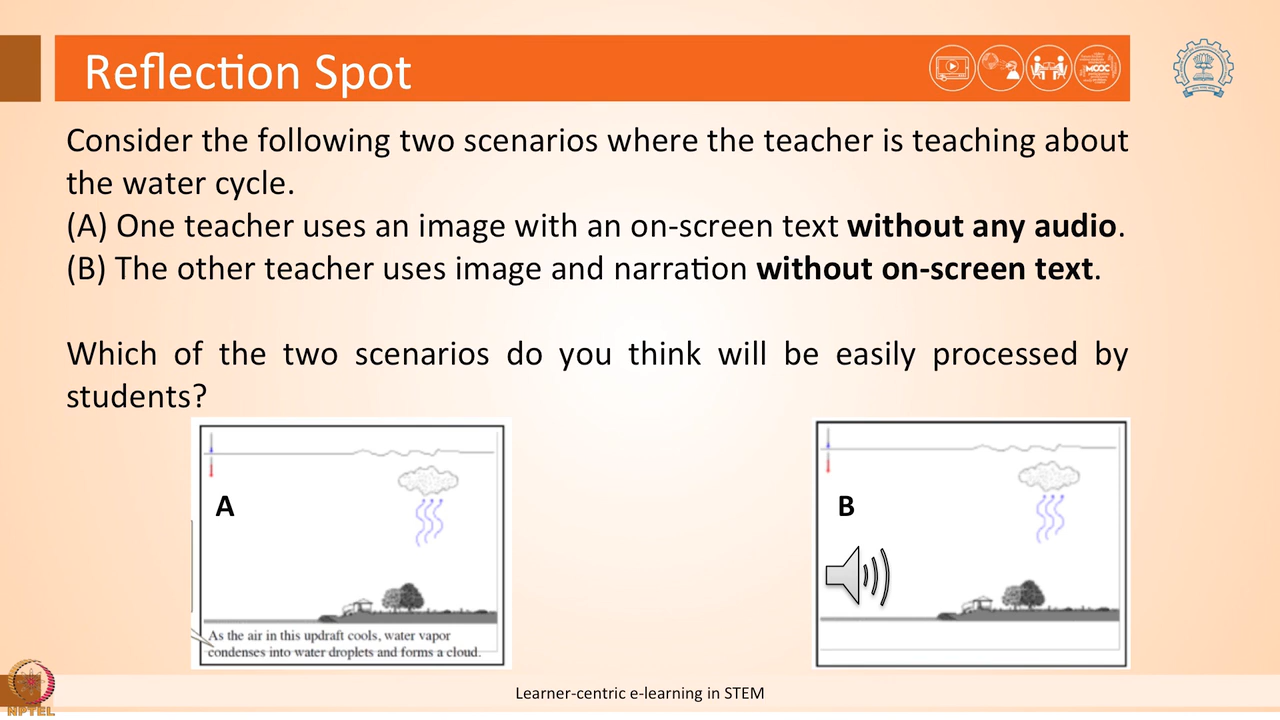 Reflection Spot
MOOC
Consider the following two scenarios where the teacher is teaching about
the water cycle.
(A) One teacher uses an image with an on-screen text without any audio.
(B) The other teacher uses image and narration without on-screen text.
Which of the two scenarios do you think will be easily processed by
students?
A
As the air in this updraft cools, water vapor
condenses into water droplets and forms a cloud.
B
Learner-centric e-learning in STEM
NPTEL